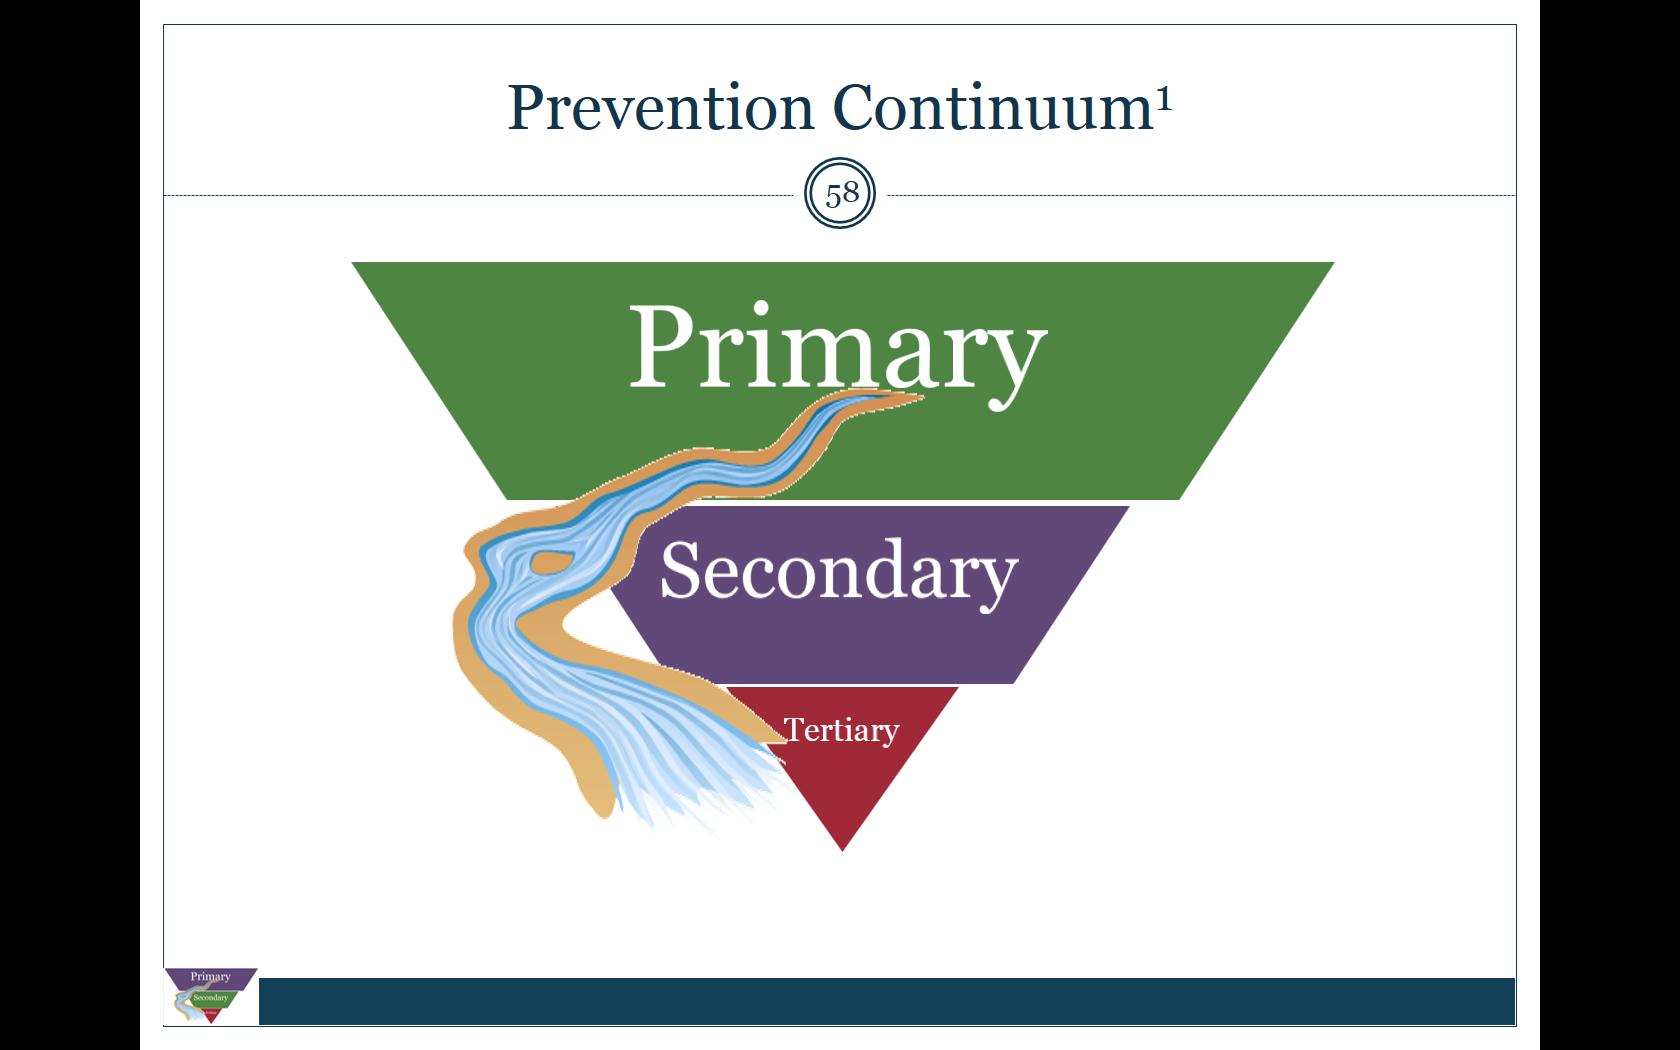 Prevention Continuum¹
58
Primary
Secondary
Tertiary
Primary
Secondary